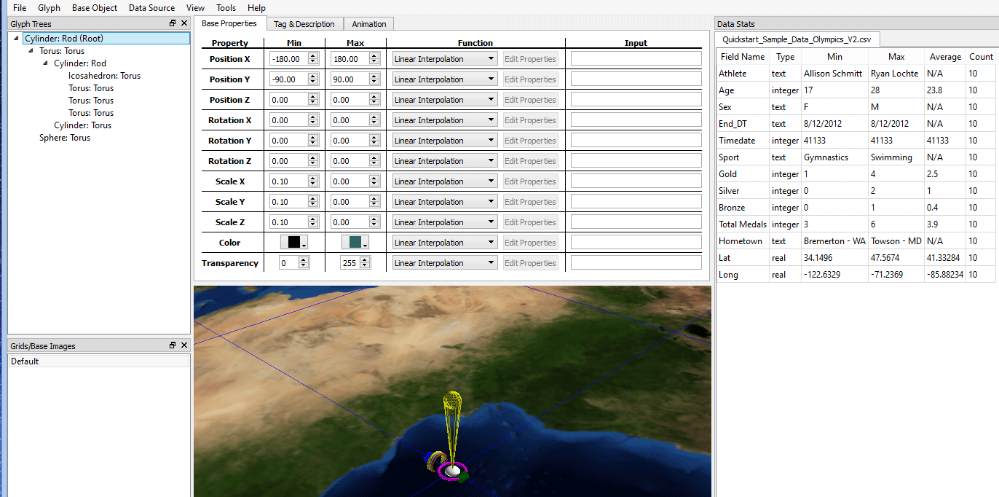 File Glyph Base Object Data Source View Tools Help
Glyph Trees
Cylinder: Rod (Root)
Torus: Torus
Cylinder: Rod
Icosahedron: Torus
Torus: Torus
Torus: Torus
Torus: Torus
Cylinder: Torus
Sphere: Torus
Grids/Base Images
Default
Base Properties Tag & Description Animation
Property Min Max Function Input
Position X -180.00 180.00 Linear Interpolation Edit Properties
Position Y -90.00 90.00 Linear Interpolation Edit Properties
Position Z 0.00 0.00 Linear Interpolation Edit Properties
Rotation X 0.00 0.00 Linear Interpolation Edit Properties
Rotation Y 0.00 0.00 Linear Interpolation Edit Properties
Rotation Z 0.00 0.00 Linear Interpolation Edit Properties
Scale X 0.10 0.00 Linear Interpolation Edit Properties
Scale Y 0.10 0.00 Linear Interpolation Edit Properties
Scale Z 0.10 0.00 Linear Interpolation Edit Properties
Color Linear Interpolation Edit Properties
Transparency 0 255 Linear Interpolation Edit Properties
Data Stats
Quickstart_Sample_Data_Olympics_V2.csv
Field Name Type Min Max Average Count
Athlete text Allison Schmitt Ryan Lochte N/A 10
Age integer 17 28 23.8 10
Sex text F M N/A 10
End_DT text 8/12/2012 8/12/2012 N/A 10
Timedate integer 41133 41133 41133 10
Sport text Gymnastics Swimming N/A 10
Gold integer 1 4 2.5 10
Silver integer 0 2 1 10
Bronze integer 0 1 0.4 10
Total Medals integer 3 6 3.9 10
Hometown text Bremerton - WA Towson - MD N/A 10
Lat real 34.1496 47.5674 41.33284 10
Long real -122.6329 -71.2369 -85.88234 10